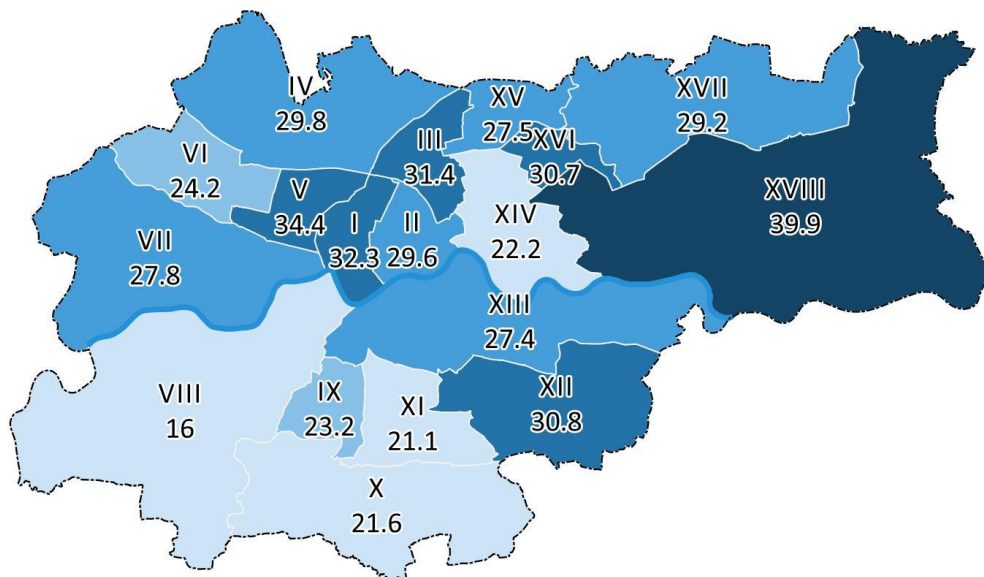 IV
29.8
XV
27.5
XVII
29.2
III
31.4
XVI
30.7
VI
24.2
V
34.4
I
32.3
II
29.6
XIV
22.2
XVIII
39.9
VII
27.8
XIII
27.4
VIII
16
IX
23.2
XI
21.1
XII
30.8
X
21.6